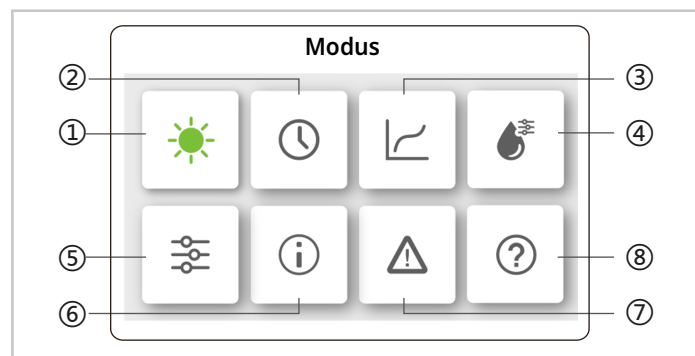 Modus
② ③
① ④
⑤ ⑧
⑥ ⑦